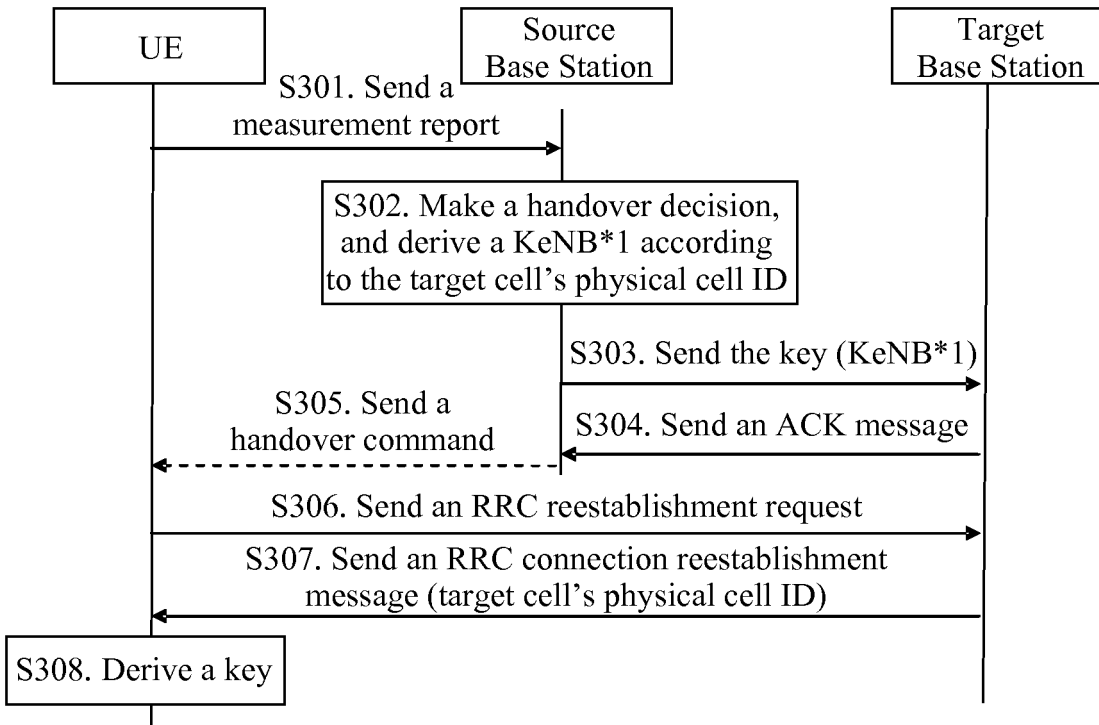 UE
Source
Base Station
Target
Base Station
S301. Send a
measurement report
S302. Make a handover decision,
and derive a KeNB*1 according
to the target cell’s physical cell ID
S303. Send the key (KeNB*1)
S305. Send a
handover command
S304. Send an ACK message
S306. Send an RRC reestablishment request
S307. Send an RRC connection reestablishment
message (target cell’s physical cell ID)
S308. Derive a key